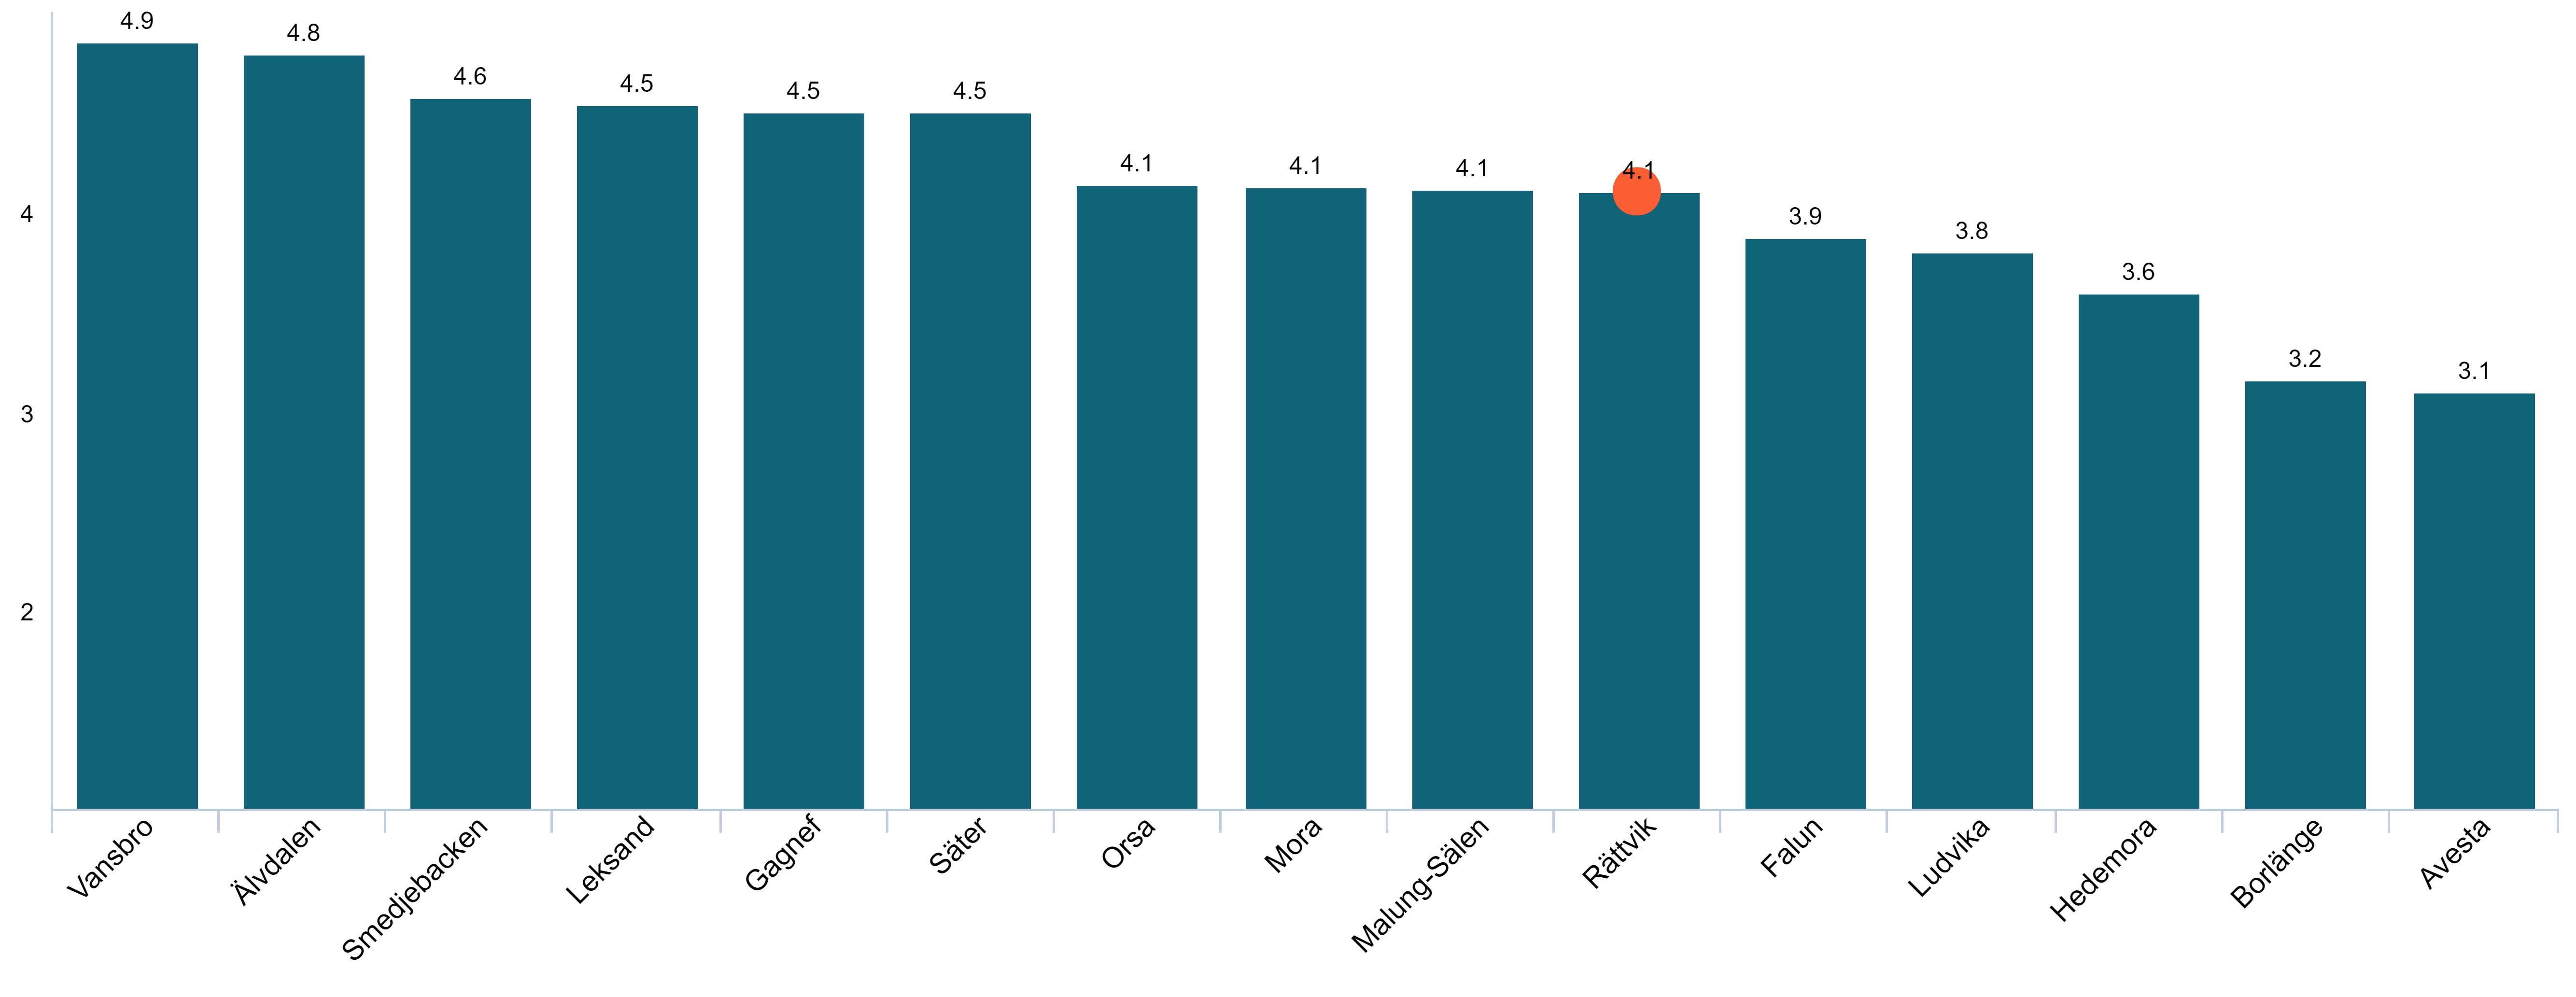 4.9
4.8
4.6
4.5
4.5
4.5
4.1
4.1
4.1
4.1
3.9
3.8
3.6
3.2
3.1
4
3
2
Vansbro
Älvdalen
Smedjebacken
Leksand
Gagnef
Säter
Orsa
Mora
Malung-Sälen
Rättvik
Falun
Ludvika
Hedemora
Borlänge
Avesta